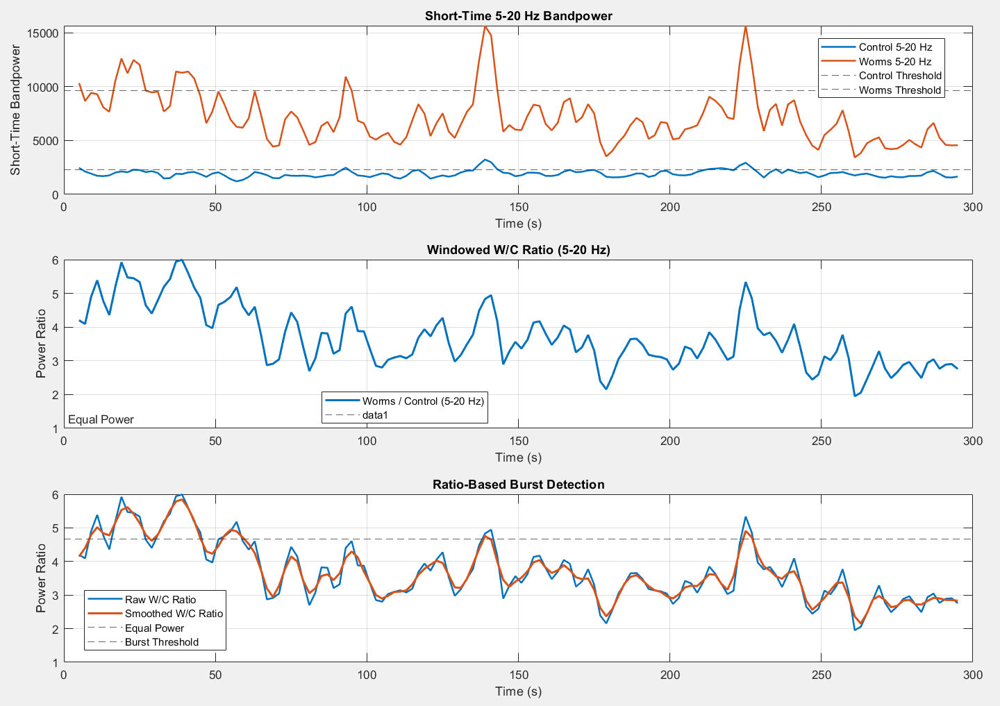 Short-Time 5-20 Hz Bandpower
Short-Time Bandpower
15000
10000
5000
0
0 50 100 150 200 250 300
Time (s)
Control 5-20 Hz
Worms 5-20 Hz
Control Threshold
Worms Threshold
Windowed W/C Ratio (5-20 Hz)
Power Ratio
6
5
4
3
2
1
Equal Power
Worms / Control (5-20 Hz)
data1
0 50 100 150 200 250 300
Time (s)
Ratio-Based Burst Detection
Power Ratio
6
5
4
3
2
1
Raw W/C Ratio
Smoothed W/C Ratio
Equal Power
Burst Threshold
0 50 100 150 200 250 300
Time (s)